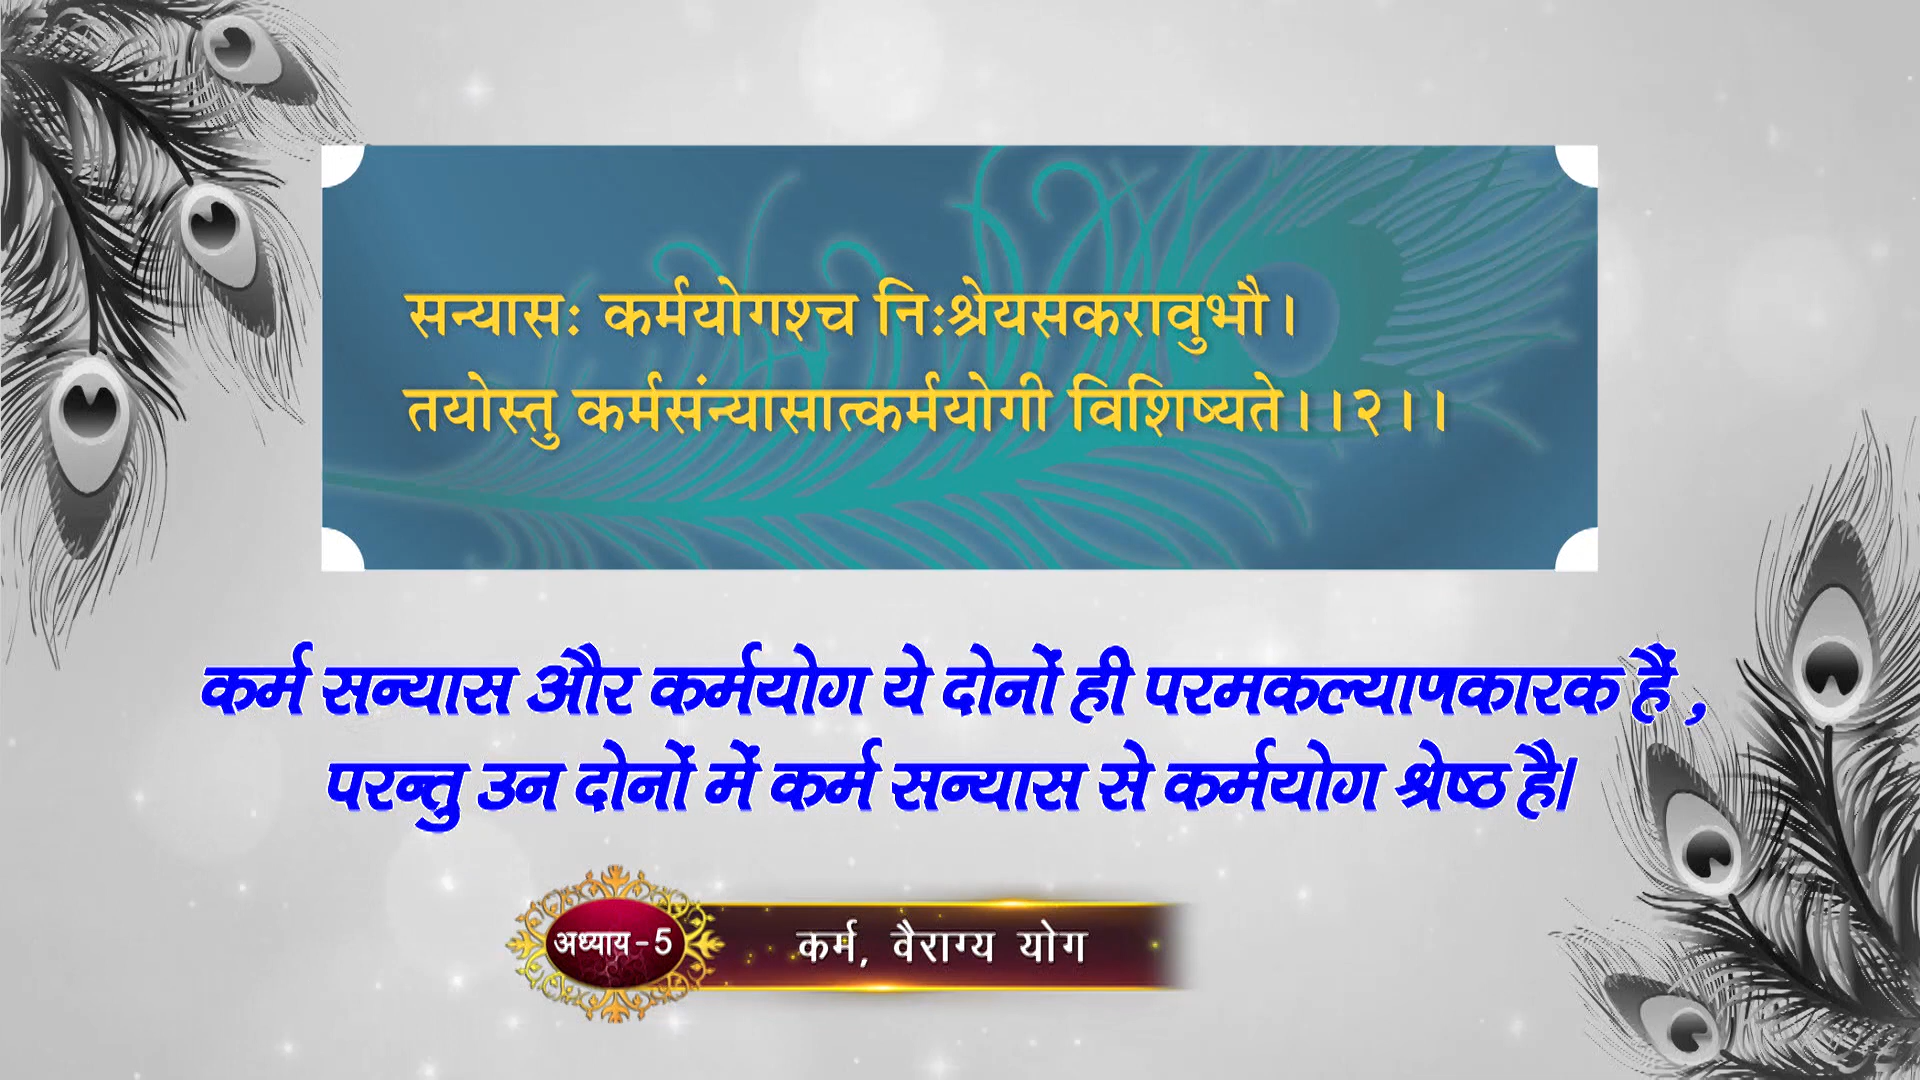 सन्यासः कर्मयोगश्च निःश्रेयसकरावुभौ।
तयोस्तु कर्मसंन्यासात्कर्मयोगी विशिष्यते।।२।।
कर्म सन्यास और कर्मयोग ये दोनों ही परमकल्याणकारक हैं ,
परन्तु उन दोनों में कर्म सन्यास से कर्मयोग श्रेष्ठ है।
अध्याय-5 कर्म, वैराग्य योग